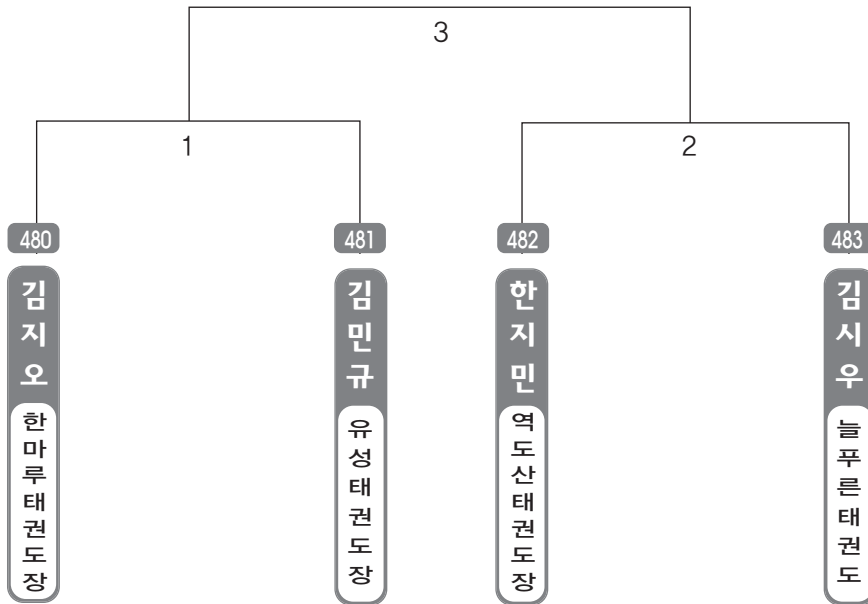 3
1
2
480
481
482
483
김지오
김민규
한지민
김시우
한마루태권도장
유성태권도장
역도산태권도장
늘푸른태권도